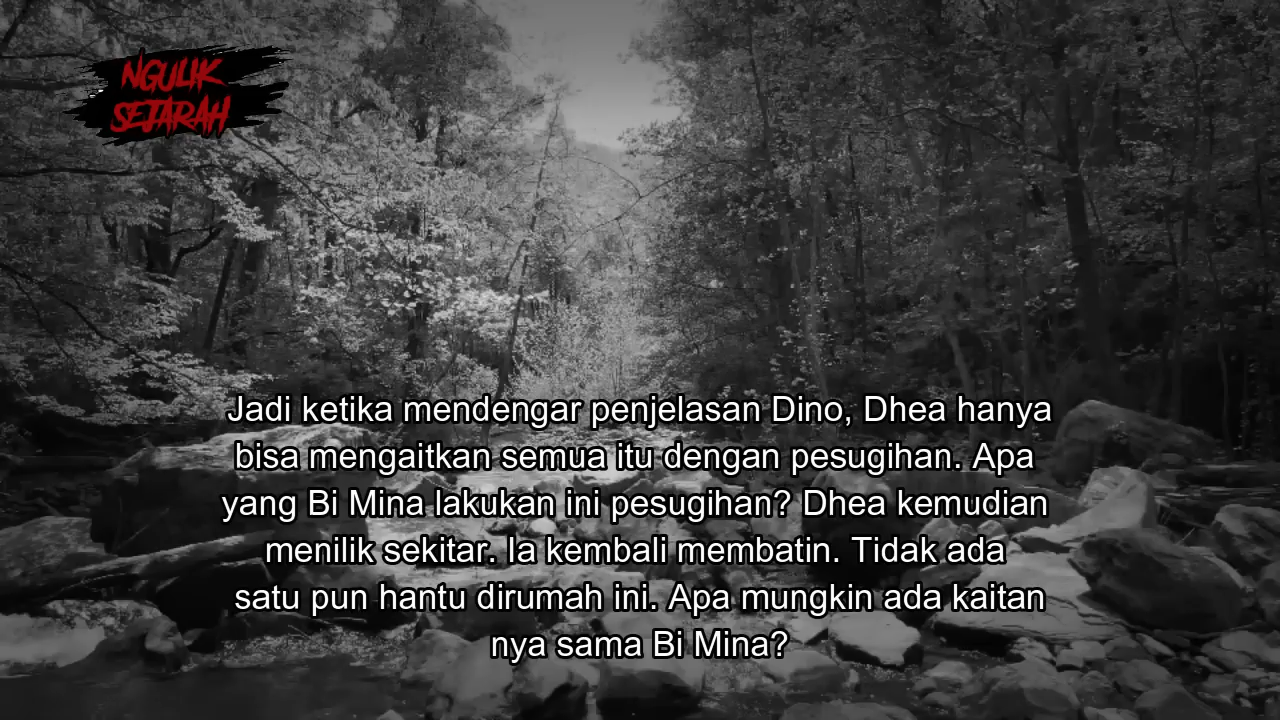 NGULIK
SEJARAH
Jadi ketika mendengar penjelasan Dino, Dhea hanya
bisa mengaitkan semua itu dengan pesugihan. Apa
yang Bi Mina lakukan ini pesugihan? Dhea kemudian
menilik sekitar. Ia kembali membatin. Tidak ada
satu pun hantu dirumah ini. Apa mungkin ada kaitan
nya sama Bi Mina?